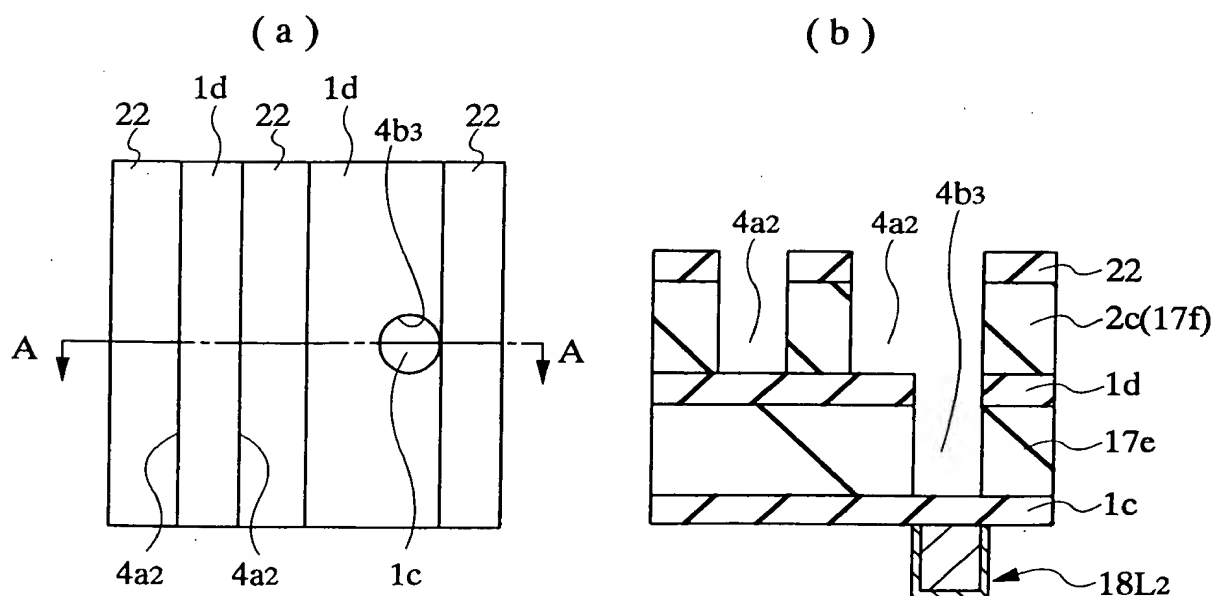 ( a )
( b )
1d 1d
22 22 4b3 22
A A
4a2 4a2 1c
4b3
4a2 4a2
22
2c(17f)
1d
17e
1c
18L2